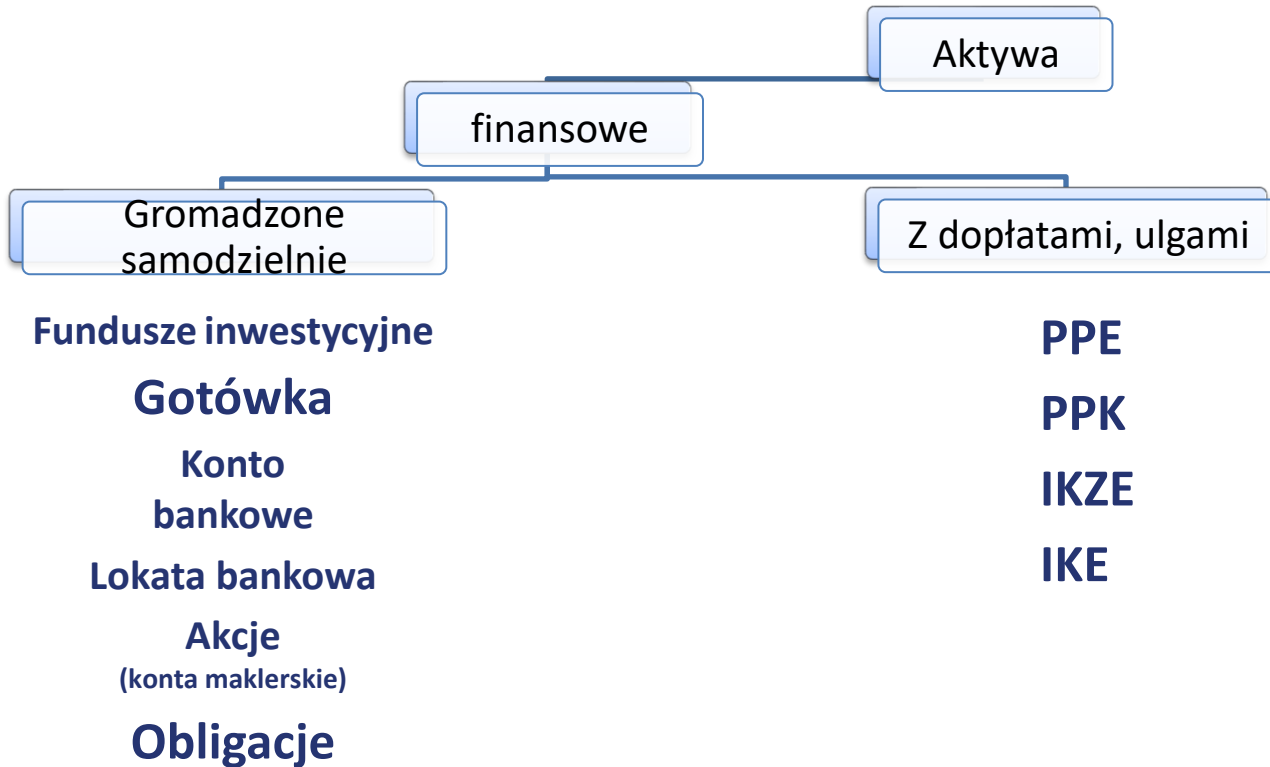 Aktywa
finansowe
Gromadzone
samodzielnie
Z dopłatami, ulgami
Fundusze inwestycyjne
Gotówka
Konto
bankowe
Lokata bankowa
Akcje
(konta maklerskie)
Obligacje
PPE
PPK
IKZE
IKE